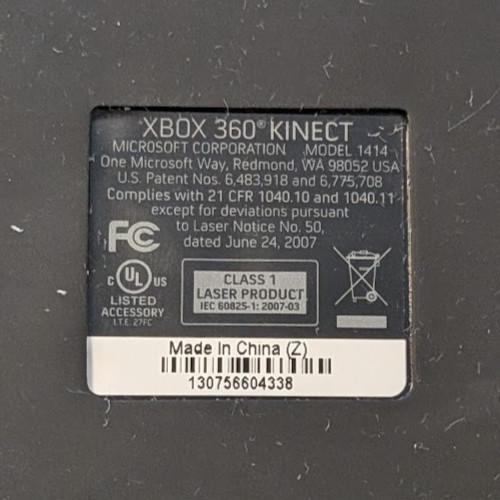 XBOX 360® KINECT
MICROSOFT CORPORATION MODEL 1414
One Microsoft Way, Redmond, WA 98052 USA
U.S. Patent Nos. 6,483,918 and 6,775,708
Complies with 21 CFR 1040.10 and 1040.11
except for deviations pursuant
to Laser Notice No. 50,
dated June 24, 2007
FC
C UL US
LISTED
ACCESSORY
I.T.E. 27FC
CLASS 1
LASER PRODUCT
IEC 60825-1: 2007-03
Made In China (Z)
130756604338